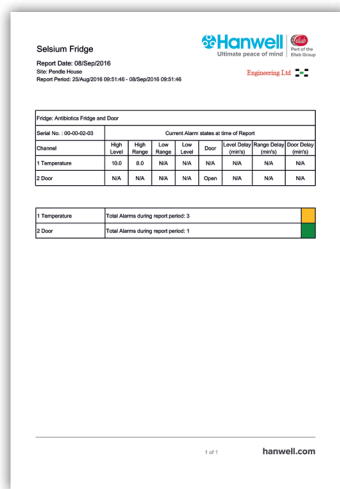 Selsium Fridge
Hanwell
Ultimate peace of mind
Part of the
Ellab Group
Report Date: 08/Sep/2016
Site: Pendle House
Report Period: 25/Aug/2016 09:51:46 - 08/Sep/2016 09:51:46
Engineering Ltd
Fridge: Antibiotics Fridge and Door
Serial No. : 00-00-02-03 Current Alarm states at time of Report
Channel High Level High Range Low Range Low Level Door Level Delay (min's) Range Delay (min's) Door Delay (min's)
1 Temperature 10.0 8.0 N/A N/A N/A N/A N/A N/A
2 Door N/A N/A N/A N/A Open N/A N/A N/A
1 Temperature Total Alarms during report period: 3
2 Door Total Alarms during report period: 1
1 of 1 hanwell.com